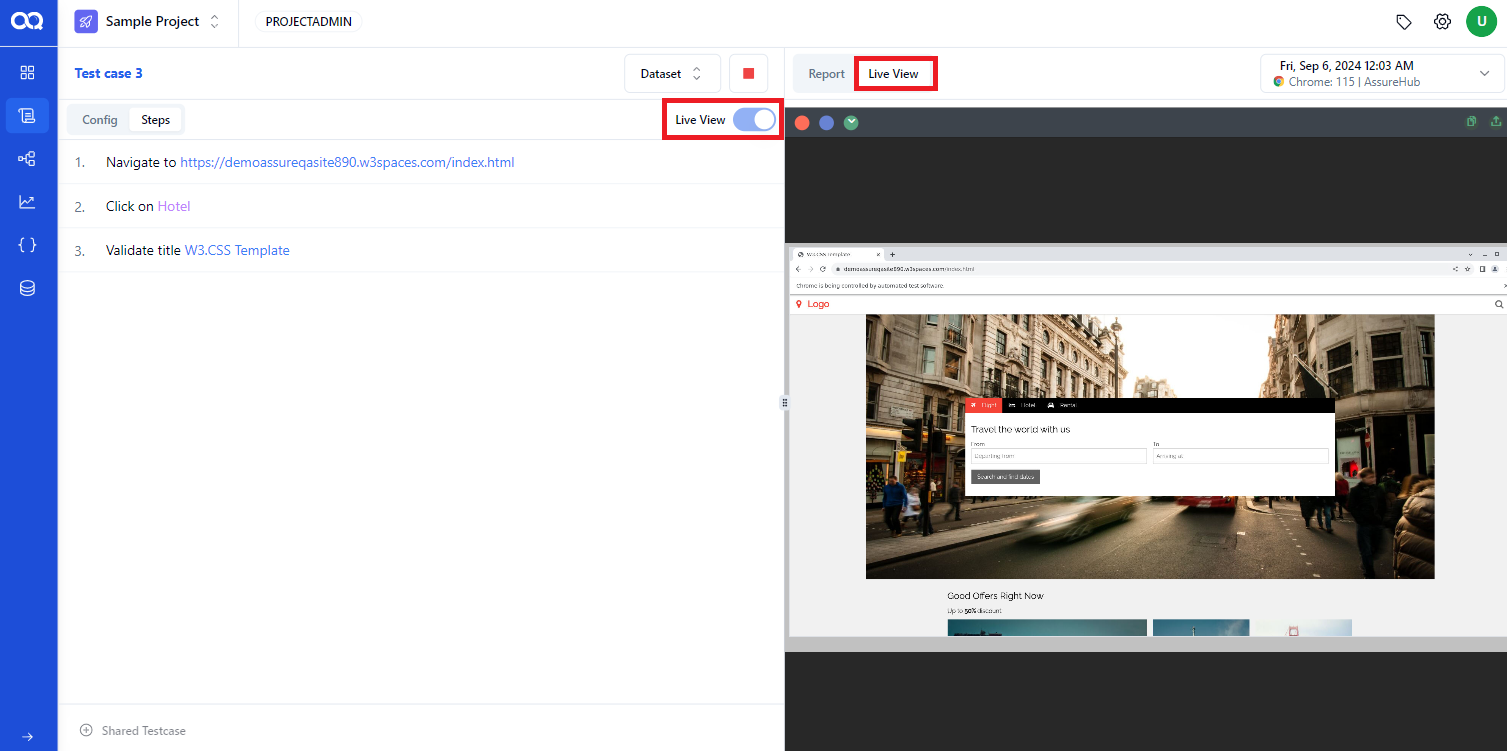 Sample Project
PROJECTADMIN
U
Test case 3
Dataset
Config
Steps
Live View
1. Navigate to https://demoassureqasite890.w3spaces.com/index.html
2. Click on Hotel
3. Validate title W3.CSS Template
Shared Testcase
Report
Live View
Fri, Sep 6, 2024 12:03 AM
Chrome: 115 | AssureHub
W3.CSS Template
demoassureqasite890.w3spaces.com/index.html
Chrome is being controlled by automated test software.
Logo
Flight
Hotel
Rental
Travel the world with us
From
To
Departing from
Arriving at
Search and find dates
Good Offers Right Now
Up to 50% discount